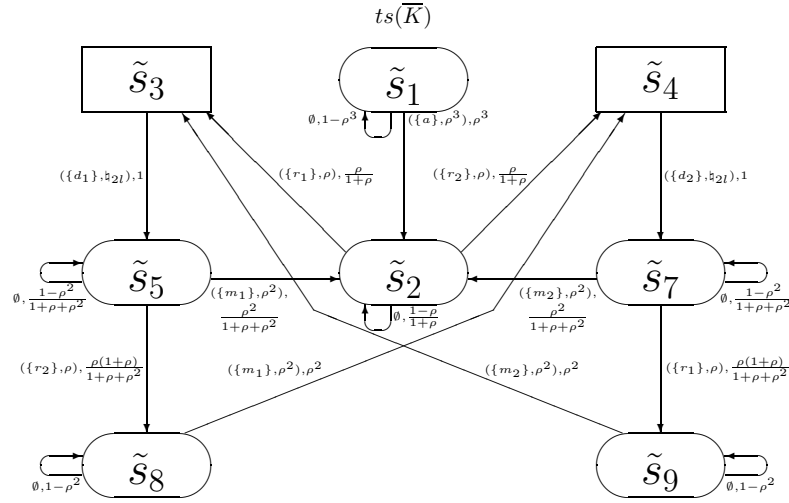 ts(K̅)
s̃₃ s̃₁ s̃₄
∅,1−ρ³ ({a},ρ³),ρ³
({d₁},♮₂ₗ),1 ({r₁},ρ), ρ/(1+ρ) ({r₂},ρ), ρ/(1+ρ) ({d₂},♮₂ₗ),1
s̃₅ s̃₂ s̃₇
∅, (1−ρ²)/(1+ρ+ρ²) ({m₁},ρ²), ρ²/(1+ρ+ρ²) ∅, (1−ρ)/(1+ρ) ({m₂},ρ²), ρ²/(1+ρ+ρ²) ∅, (1−ρ²)/(1+ρ+ρ²)
({r₂},ρ), ρ(1+ρ)/(1+ρ+ρ²) ({m₁},ρ²),ρ² ({m₂},ρ²),ρ² ({r₁},ρ), ρ(1+ρ)/(1+ρ+ρ²)
s̃₈ s̃₉
∅,1−ρ² ∅,1−ρ²